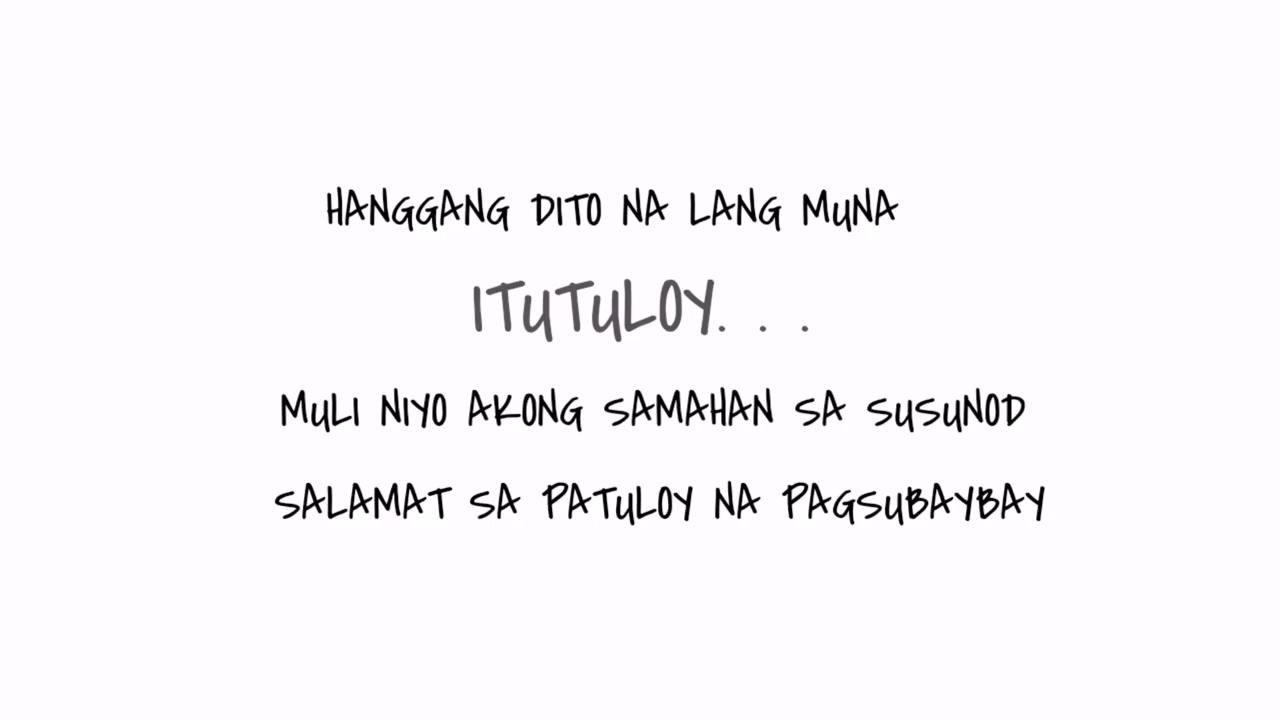 HANGGANG DITO NA LANG MUNA
ITUTULOY. . .
MULI NIYO AKONG SAMAHAN SA SUSUNOD
SALAMAT SA PATULOY NA PAGSUBAYBAY